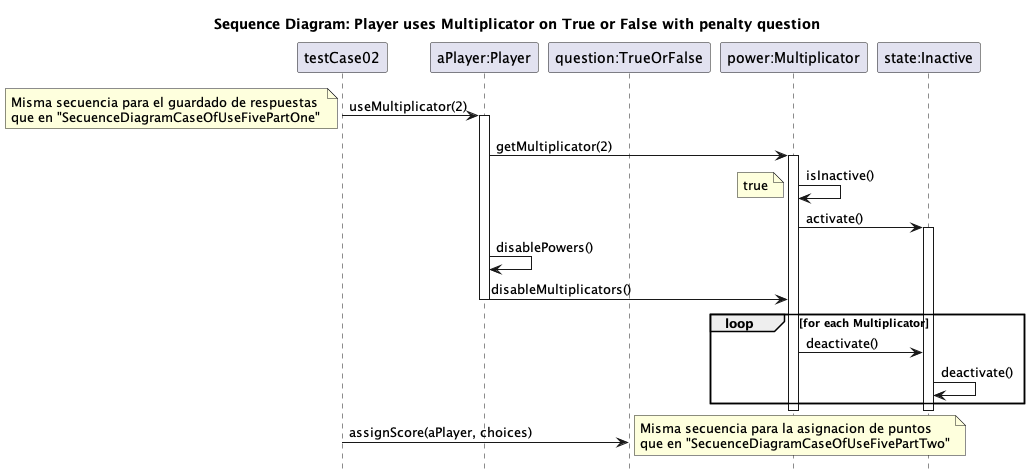 Sequence Diagram: Player uses Multiplicator on True or False with penalty question
testCase02
aPlayer:Player
question:TrueOrFalse
power:Multiplicator
state:Inactive
Misma secuencia para el guardado de respuestas
que en "SecuenceDiagramCaseOfUseFivePartOne"
useMultiplicator(2)
getMultiplicator(2)
true
isInactive()
activate()
disablePowers()
disableMultiplicators()
loop
[for each Multiplicator]
deactivate()
deactivate()
assignScore(aPlayer, choices)
Misma secuencia para la asignacion de puntos
que en "SecuenceDiagramCaseOfUseFivePartTwo"